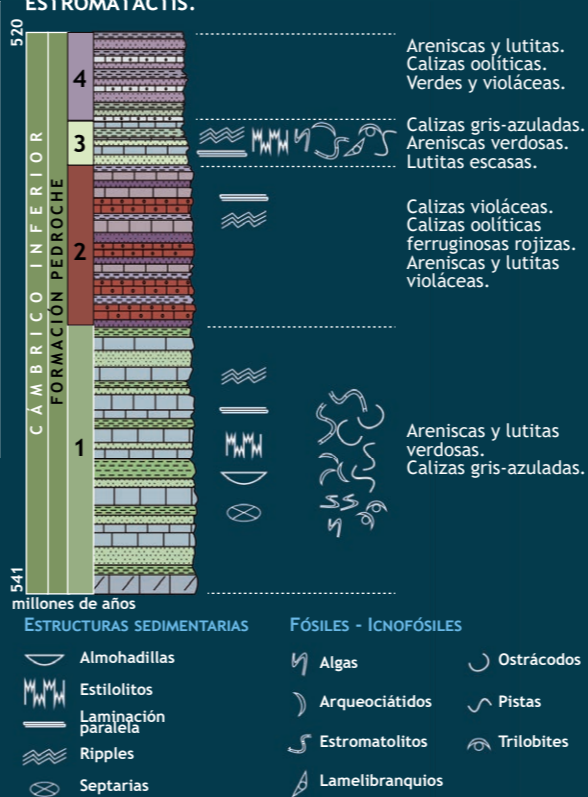 ESTROMATACTIS.
520
CÁMBRICO INFERIOR
FORMACIÓN PEDROCHE
4
Areniscas y lutitas.
Calizas oolíticas.
Verdes y violáceas.
3
Calizas gris-azuladas.
Areniscas verdosas.
Lutitas escasas.
2
Calizas violáceas.
Calizas oolíticas
ferruginosas rojizas.
Areniscas y lutitas
violáceas.
1
Areniscas y lutitas
verdosas.
Calizas gris-azuladas.
541
millones de años
ESTRUCTURAS SEDIMENTARIAS
Almohadillas
Estilolitos
Laminación
paralela
Ripples
Septarias
FÓSILES - ICNOFÓSILES
Algas
Arqueociátidos
Estromatolitos
Lamelibranquios
Ostrácodos
Pistas
Trilobites